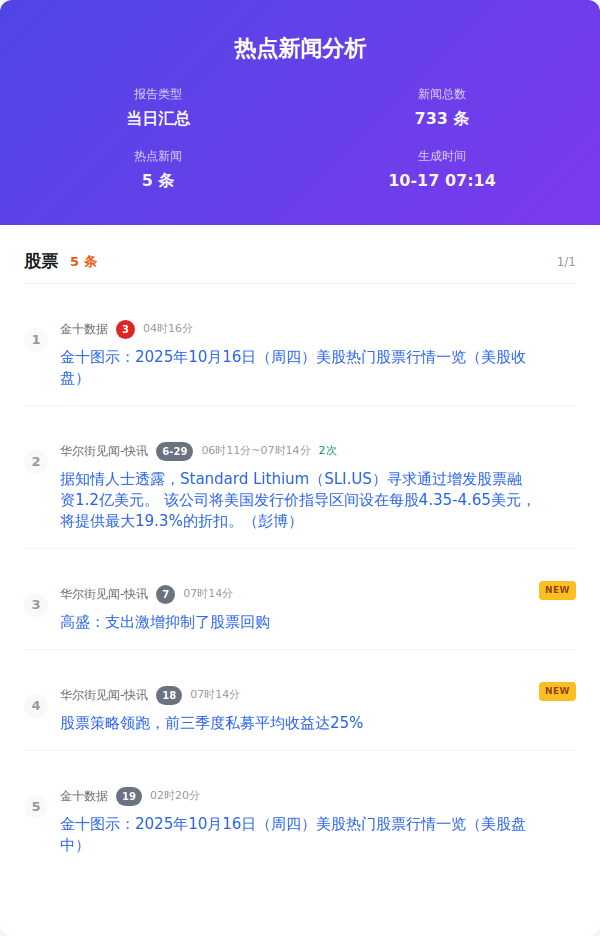 热点新闻分析
报告类型
当日汇总
新闻总数
733 条
热点新闻
5 条
生成时间
10-17 07:14
股票 5 条 1/1
1
金十数据 3 04时16分
金十图示：2025年10月16日（周四）美股热门股票行情一览（美股收
盘）
2
华尔街见闻-快讯 6-29 06时11分~07时14分 2次
据知情人士透露，Standard Lithium（SLI.US）寻求通过增发股票融
资1.2亿美元。 该公司将美国发行价指导区间设在每股4.35-4.65美元，
将提供最大19.3%的折扣。（彭博）
3
华尔街见闻-快讯 7 07时14分 NEW
高盛：支出激增抑制了股票回购
4
华尔街见闻-快讯 18 07时14分 NEW
股票策略领跑，前三季度私募平均收益达25%
5
金十数据 19 02时20分
金十图示：2025年10月16日（周四）美股热门股票行情一览（美股盘
中）